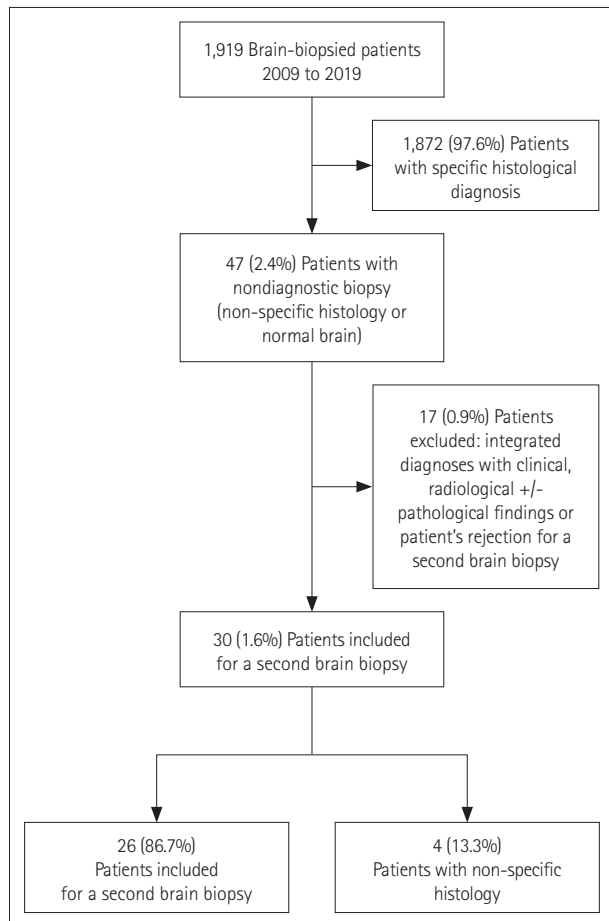 1,919 Brain-biopsied patients
2009 to 2019
1,872 (97.6%) Patients
with specific histological
diagnosis
47 (2.4%) Patients with
nondiagnostic biopsy
(non-specific histology or
normal brain)
17 (0.9%) Patients
excluded: integrated
diagnoses with clinical,
radiological +/-
pathological findings or
patient's rejection for a
second brain biopsy
30 (1.6%) Patients included
for a second brain biopsy
26 (86.7%)
Patients included
for a second brain biopsy
4 (13.3%)
Patients with non-specific
histology